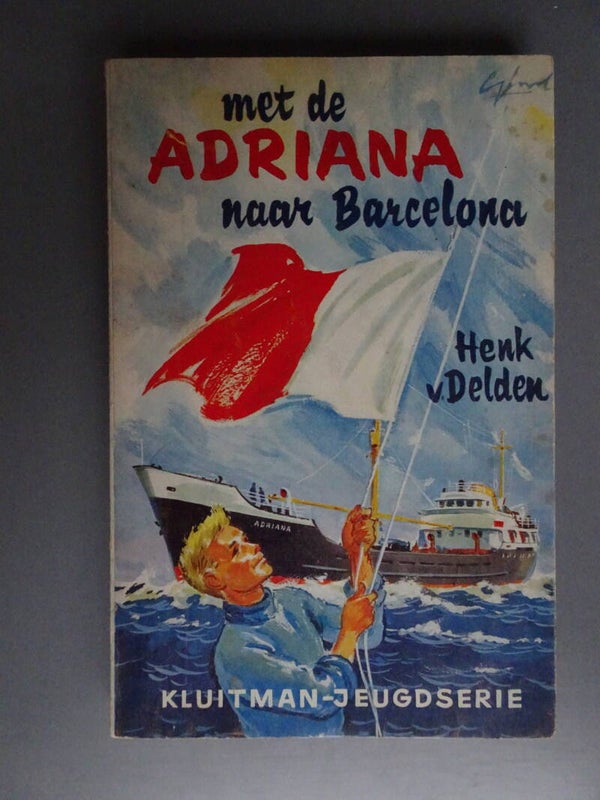 met de
ADRIANA
naar Barcelona
Henk
v. Delden
ADRIANA
KLUITMAN-JEUGDSERIE